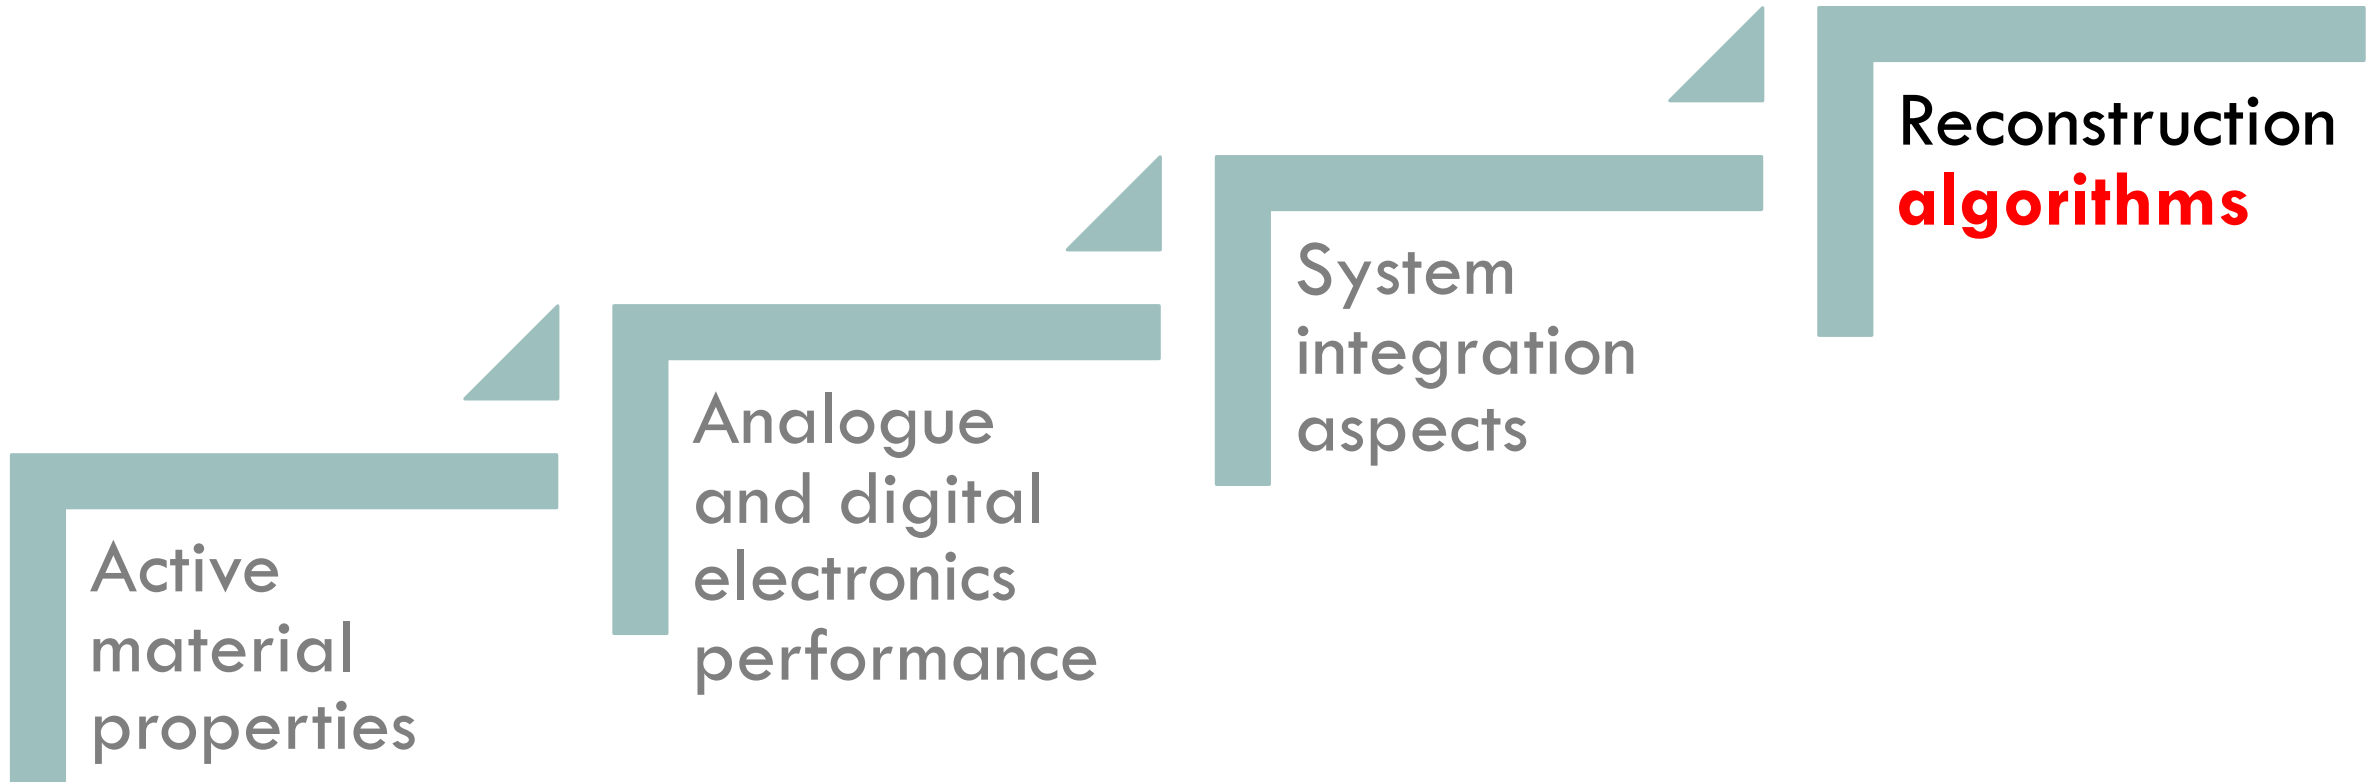 Active
material
properties
Analogue
and digital
electronics
performance
System
integration
aspects
Reconstruction
algorithms